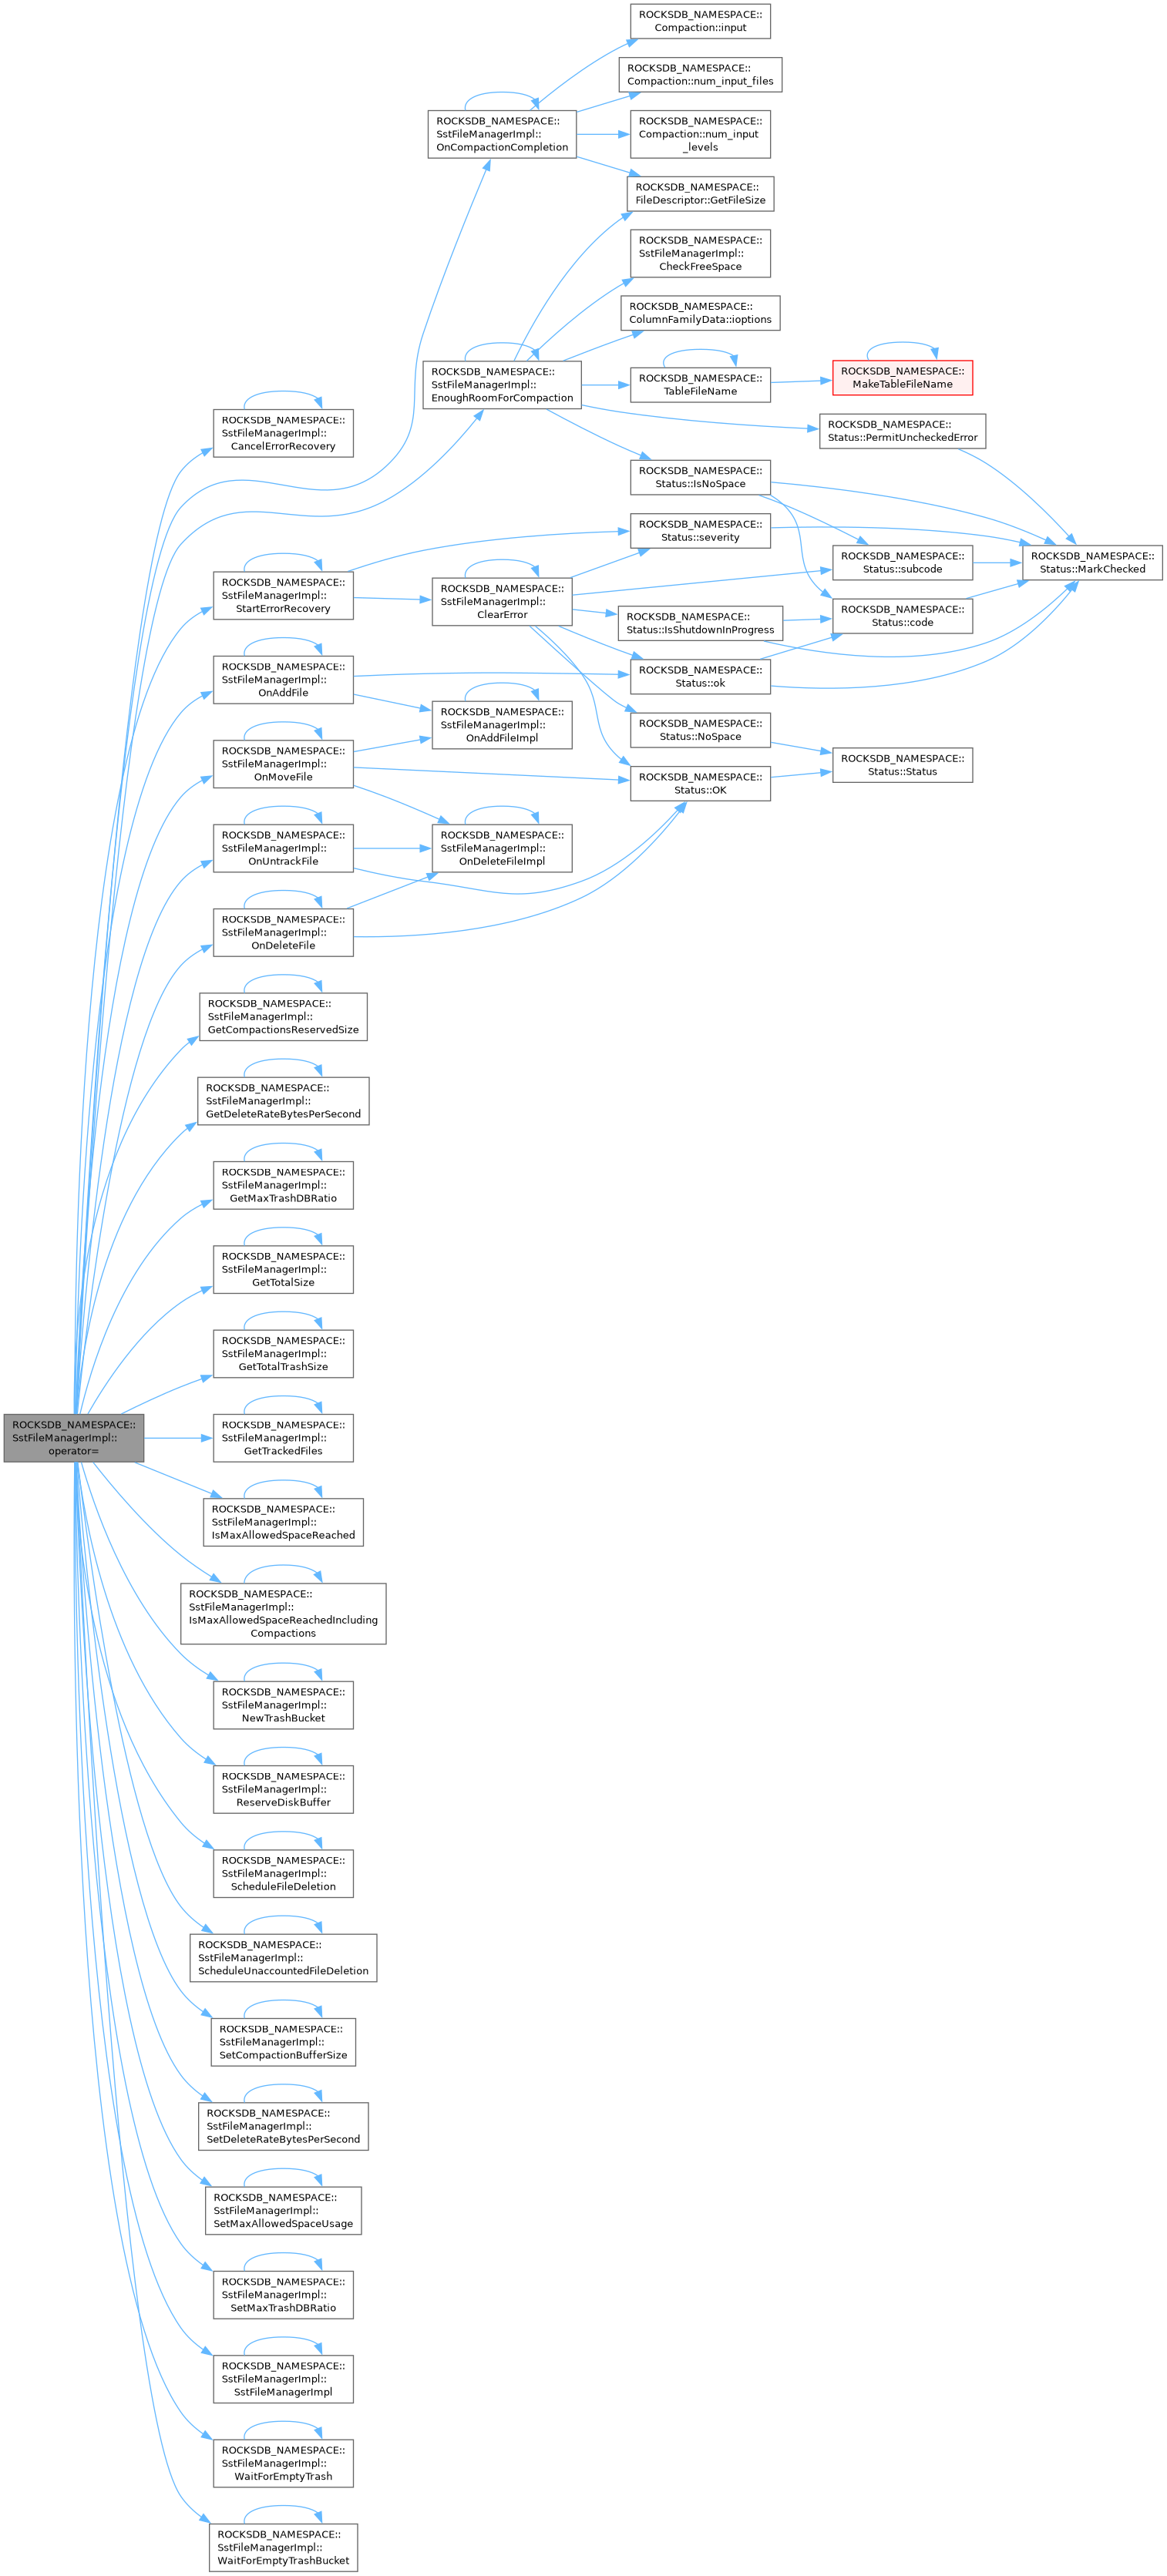 ROCKSDB_NAMESPACE::
Compaction::input
ROCKSDB_NAMESPACE::
Compaction::num_input_files
ROCKSDB_NAMESPACE::
SstFileManagerImpl::
OnCompactionCompletion
ROCKSDB_NAMESPACE::
Compaction::num_input
_levels
ROCKSDB_NAMESPACE::
FileDescriptor::GetFileSize
ROCKSDB_NAMESPACE::
SstFileManagerImpl::
CheckFreeSpace
ROCKSDB_NAMESPACE::
ColumnFamilyData::ioptions
ROCKSDB_NAMESPACE::
SstFileManagerImpl::
EnoughRoomForCompaction
ROCKSDB_NAMESPACE::
TableFileName
ROCKSDB_NAMESPACE::
MakeTableFileName
ROCKSDB_NAMESPACE::
SstFileManagerImpl::
CancelErrorRecovery
ROCKSDB_NAMESPACE::
Status::PermitUncheckedError
ROCKSDB_NAMESPACE::
Status::IsNoSpace
ROCKSDB_NAMESPACE::
Status::severity
ROCKSDB_NAMESPACE::
Status::subcode
ROCKSDB_NAMESPACE::
Status::MarkChecked
ROCKSDB_NAMESPACE::
SstFileManagerImpl::
StartErrorRecovery
ROCKSDB_NAMESPACE::
SstFileManagerImpl::
ClearError
ROCKSDB_NAMESPACE::
Status::IsShutdownInProgress
ROCKSDB_NAMESPACE::
Status::code
ROCKSDB_NAMESPACE::
SstFileManagerImpl::
OnAddFile
ROCKSDB_NAMESPACE::
Status::ok
ROCKSDB_NAMESPACE::
SstFileManagerImpl::
OnAddFileImpl
ROCKSDB_NAMESPACE::
Status::NoSpace
ROCKSDB_NAMESPACE::
SstFileManagerImpl::
OnMoveFile
ROCKSDB_NAMESPACE::
Status::OK
ROCKSDB_NAMESPACE::
Status::Status
ROCKSDB_NAMESPACE::
SstFileManagerImpl::
OnUntrackFile
ROCKSDB_NAMESPACE::
SstFileManagerImpl::
OnDeleteFileImpl
ROCKSDB_NAMESPACE::
SstFileManagerImpl::
OnDeleteFile
ROCKSDB_NAMESPACE::
SstFileManagerImpl::
GetCompactionsReservedSize
ROCKSDB_NAMESPACE::
SstFileManagerImpl::
GetDeleteRateBytesPerSecond
ROCKSDB_NAMESPACE::
SstFileManagerImpl::
GetMaxTrashDBRatio
ROCKSDB_NAMESPACE::
SstFileManagerImpl::
GetTotalSize
ROCKSDB_NAMESPACE::
SstFileManagerImpl::
GetTotalTrashSize
ROCKSDB_NAMESPACE::
SstFileManagerImpl::
operator=
ROCKSDB_NAMESPACE::
SstFileManagerImpl::
GetTrackedFiles
ROCKSDB_NAMESPACE::
SstFileManagerImpl::
IsMaxAllowedSpaceReached
ROCKSDB_NAMESPACE::
SstFileManagerImpl::
IsMaxAllowedSpaceReachedIncluding
Compactions
ROCKSDB_NAMESPACE::
SstFileManagerImpl::
NewTrashBucket
ROCKSDB_NAMESPACE::
SstFileManagerImpl::
ReserveDiskBuffer
ROCKSDB_NAMESPACE::
SstFileManagerImpl::
ScheduleFileDeletion
ROCKSDB_NAMESPACE::
SstFileManagerImpl::
ScheduleUnaccountedFileDeletion
ROCKSDB_NAMESPACE::
SstFileManagerImpl::
SetCompactionBufferSize
ROCKSDB_NAMESPACE::
SstFileManagerImpl::
SetDeleteRateBytesPerSecond
ROCKSDB_NAMESPACE::
SstFileManagerImpl::
SetMaxAllowedSpaceUsage
ROCKSDB_NAMESPACE::
SstFileManagerImpl::
SetMaxTrashDBRatio
ROCKSDB_NAMESPACE::
SstFileManagerImpl::
SstFileManagerImpl
ROCKSDB_NAMESPACE::
SstFileManagerImpl::
WaitForEmptyTrash
ROCKSDB_NAMESPACE::
SstFileManagerImpl::
WaitForEmptyTrashBucket